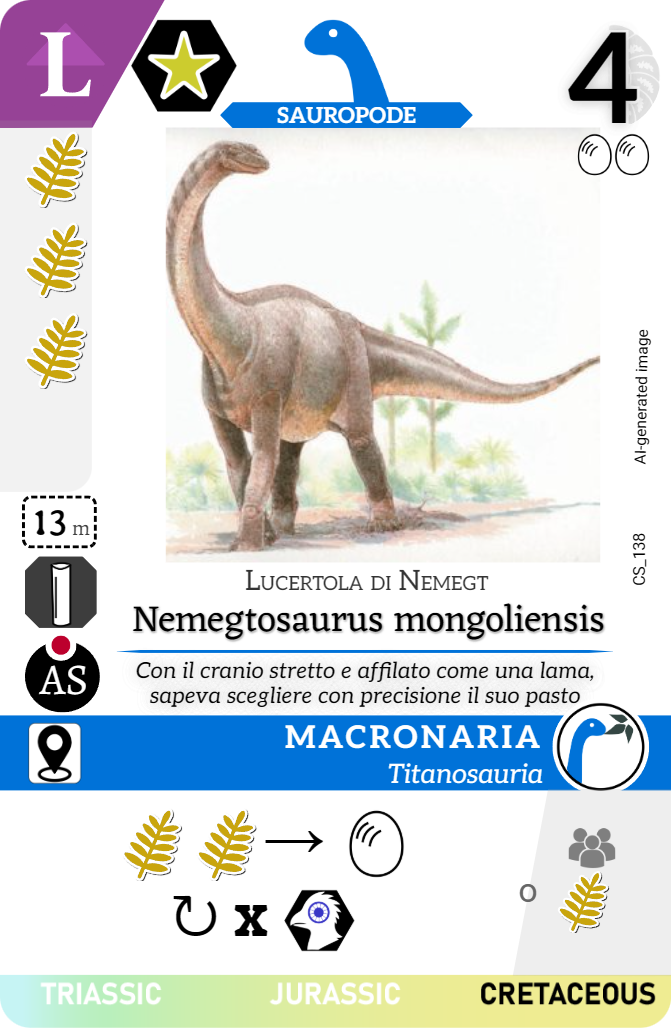 L
SAUROPODE
4
AI-generated image
13 m
CS_138
Lucertola di Nemegt
Nemegtosaurus mongoliensis
AS
Con il cranio stretto e affilato come una lama,
sapeva scegliere con precisione il suo pasto
MACRONARIA
Titanosauria
o
x
TRIASSIC JURASSIC CRETACEOUS